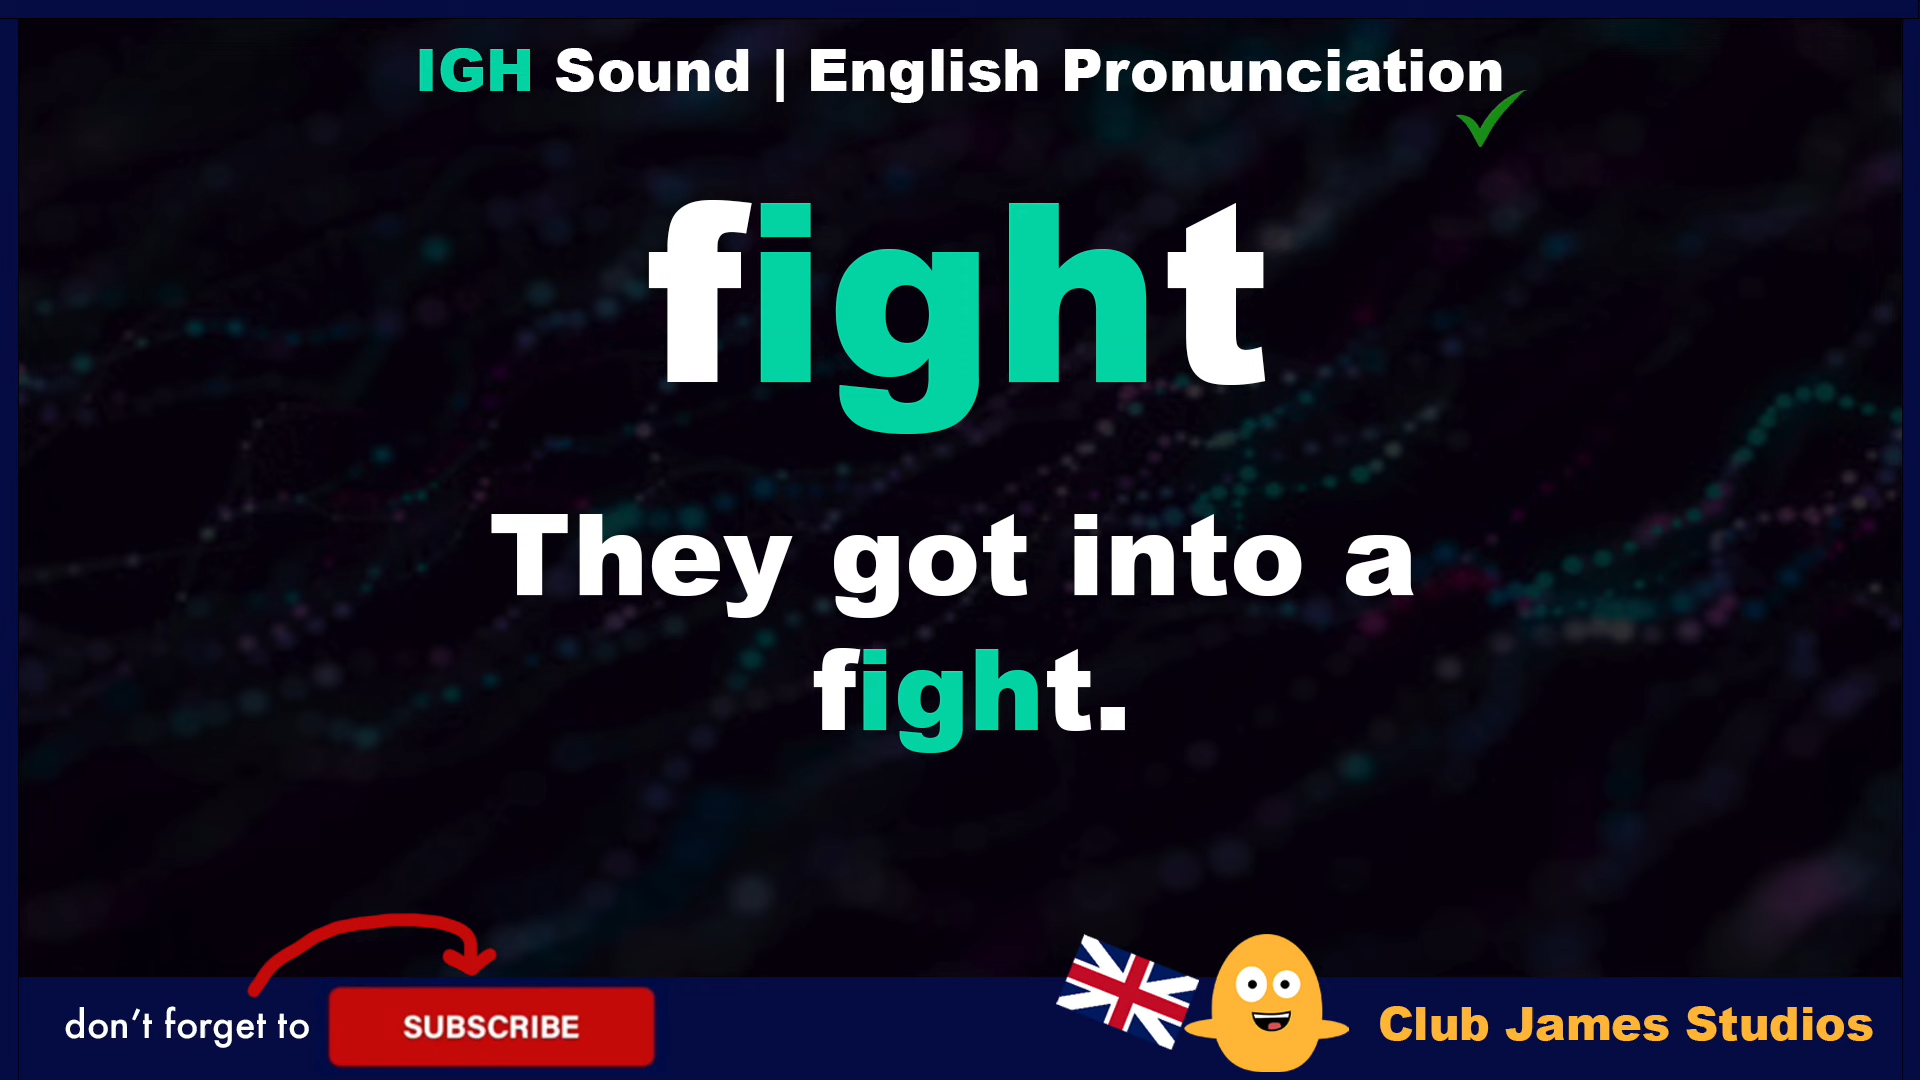 IGH Sound | English Pronunciation
fight
They got into a
fight.
don't forget to
SUBSCRIBE
Club James Studios